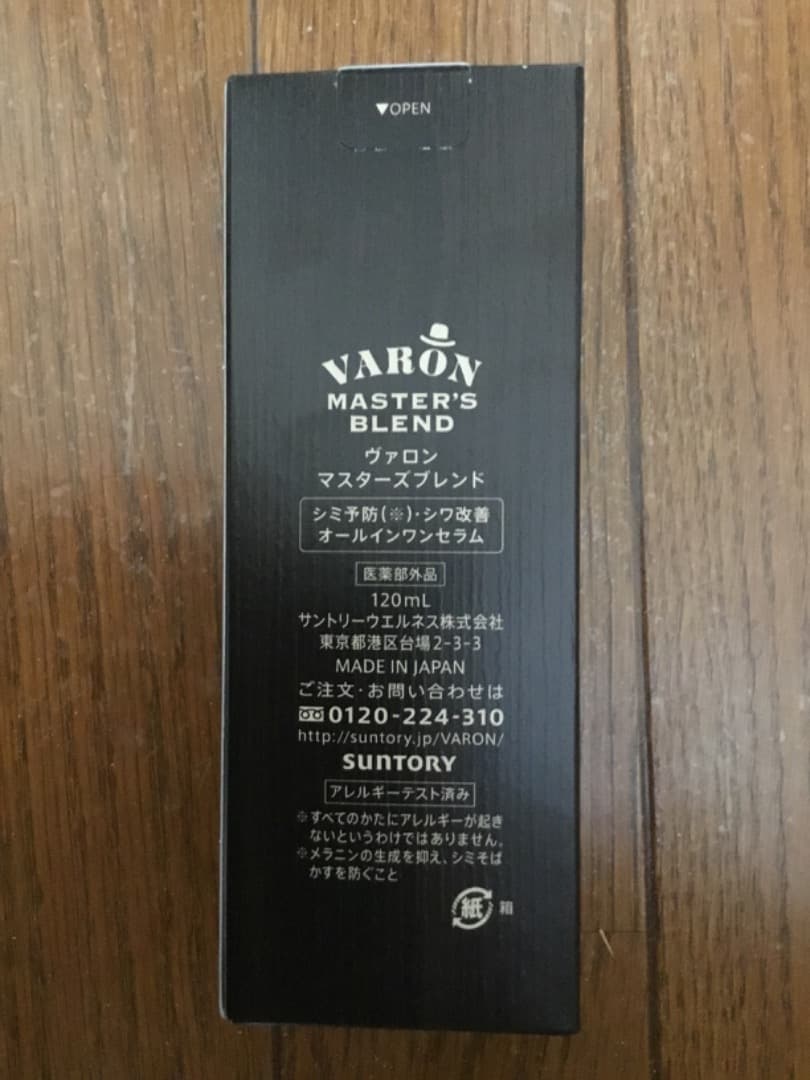 ▼OPEN
VARON
MASTER'S
BLEND
ヴァロン
マスターズブレンド
シミ予防(※)・シワ改善
オールインワンセラム
医薬部外品
120mL
サントリーウエルネス株式会社
東京都港区台場2-3-3
MADE IN JAPAN
ご注文・お問い合わせは
0120-224-310
http://suntory.jp/VARON/
SUNTORY
アレルギーテスト済み
※すべてのかたにアレルギーが起き
ないというわけではありません。
※メラニンの生成を抑え、シミそば
かすを防ぐこと
紙 箱